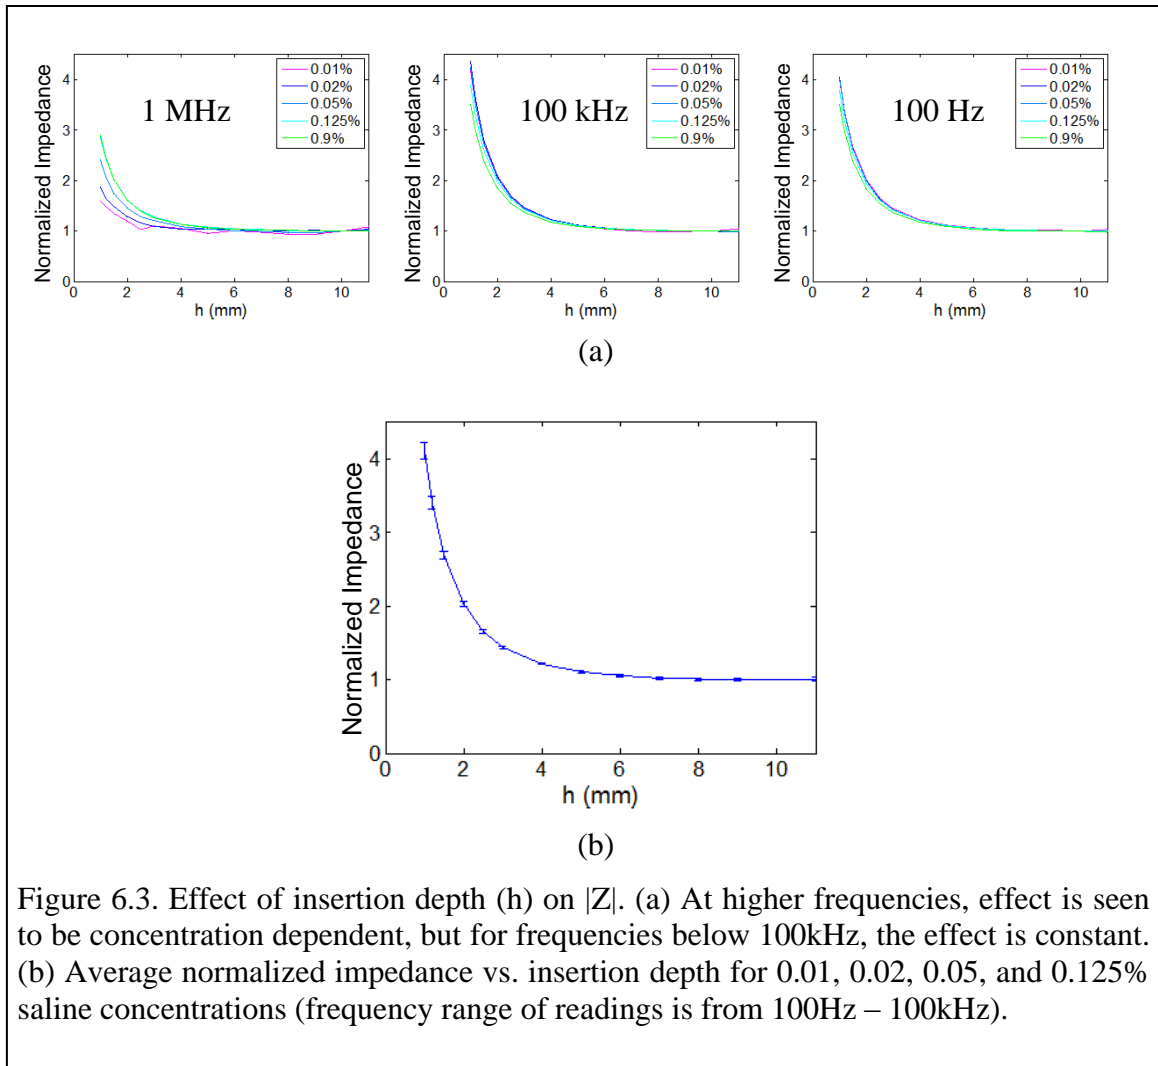 Normalized Impedance
4
3
2
1
0
1 MHz
0.01%
0.02%
0.05%
0.125%
0.9%
0 2 4 6 8 10
h (mm)
Normalized Impedance
4
3
2
1
0
100 kHz
0.01%
0.02%
0.05%
0.125%
0.9%
0 2 4 6 8 10
h (mm)
Normalized Impedance
4
3
2
1
0
100 Hz
0.01%
0.02%
0.05%
0.125%
0.9%
0 2 4 6 8 10
h (mm)
(a)
Normalized Impedance
4
3
2
1
0
0 2 4 6 8 10
h (mm)
(b)
Figure 6.3. Effect of insertion depth (h) on |Z|. (a) At higher frequencies, effect is seen
to be concentration dependent, but for frequencies below 100kHz, the effect is constant.
(b) Average normalized impedance vs. insertion depth for 0.01, 0.02, 0.05, and 0.125%
saline concentrations (frequency range of readings is from 100Hz – 100kHz).